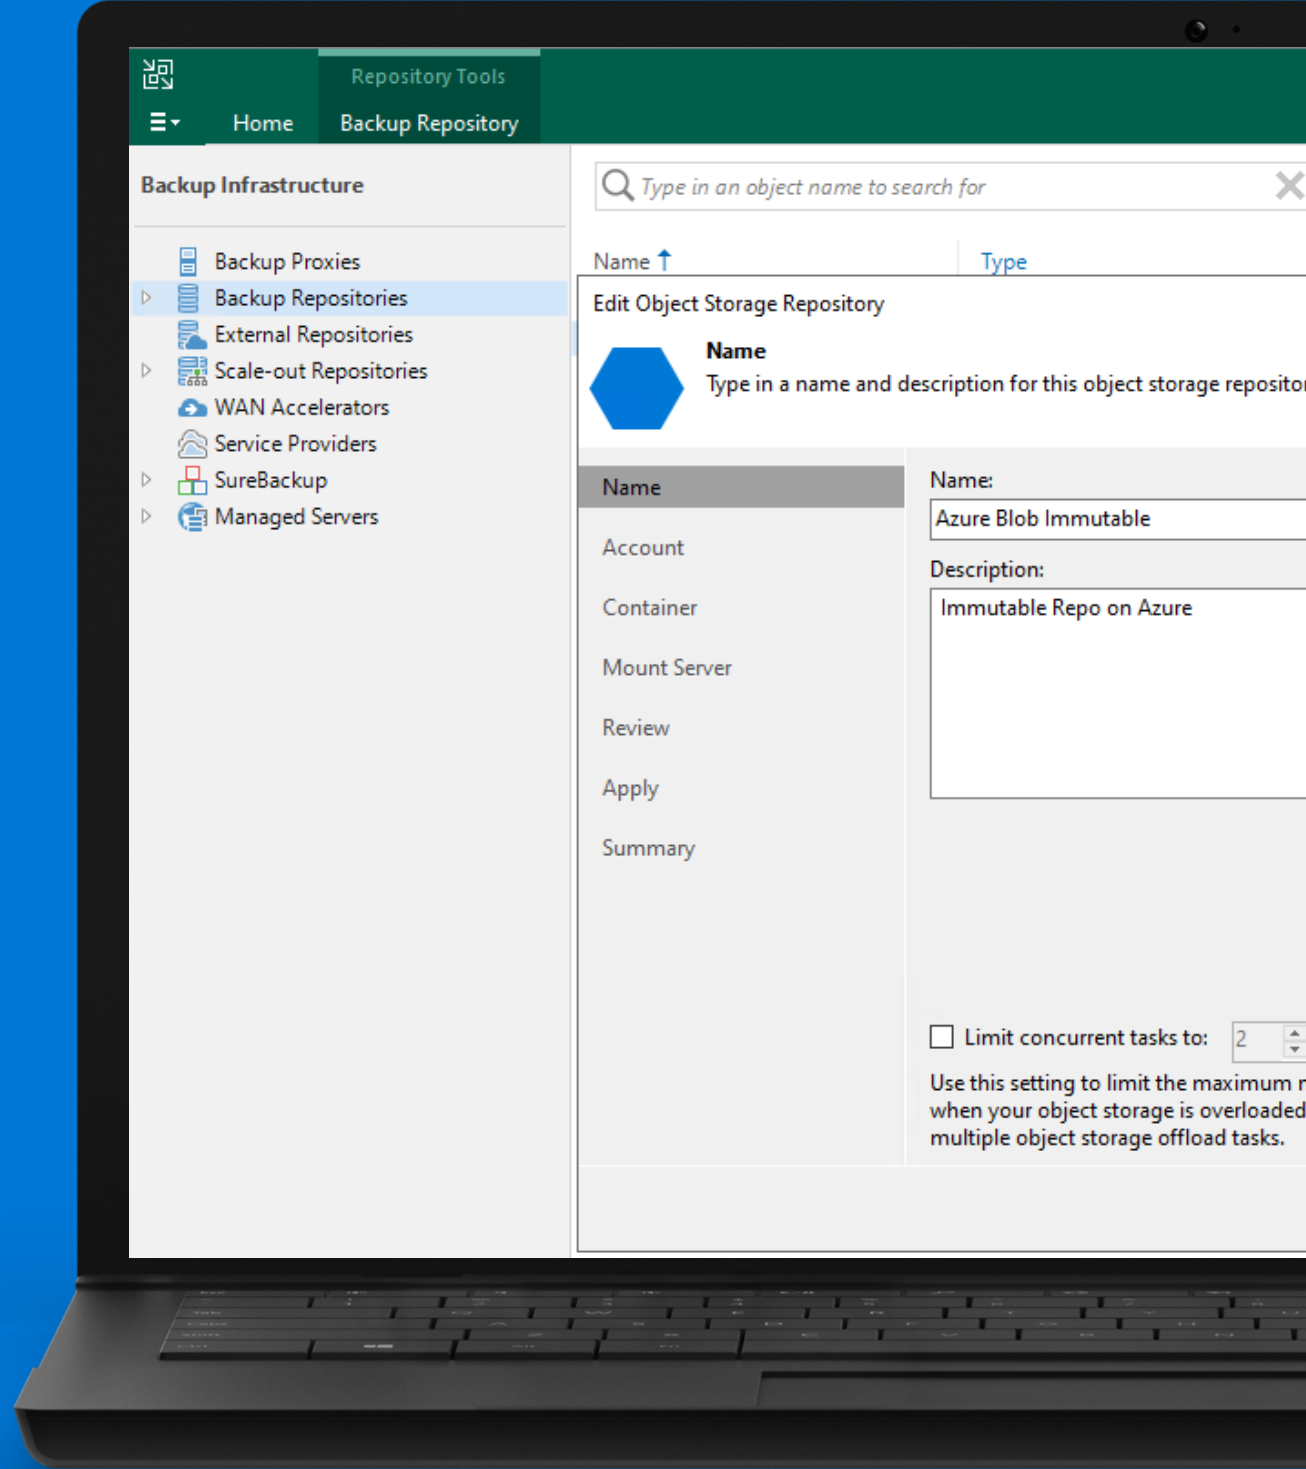 Repository Tools
Home
Backup Repository
Backup Infrastructure
Type in an object name to search for
Backup Proxies
Backup Repositories
External Repositories
Scale-out Repositories
WAN Accelerators
Service Providers
SureBackup
Managed Servers
Name
Type
Edit Object Storage Repository
Name
Type in a name and description for this object storage
Name
Account
Container
Mount Server
Review
Apply
Summary
Name:
Azure Blob Immutable
Description:
Immutable Repo on Azure
Limit concurrent tasks to:
2
Use this setting to limit the maximum
when your object storage is overloaded
multiple object storage offload tasks.